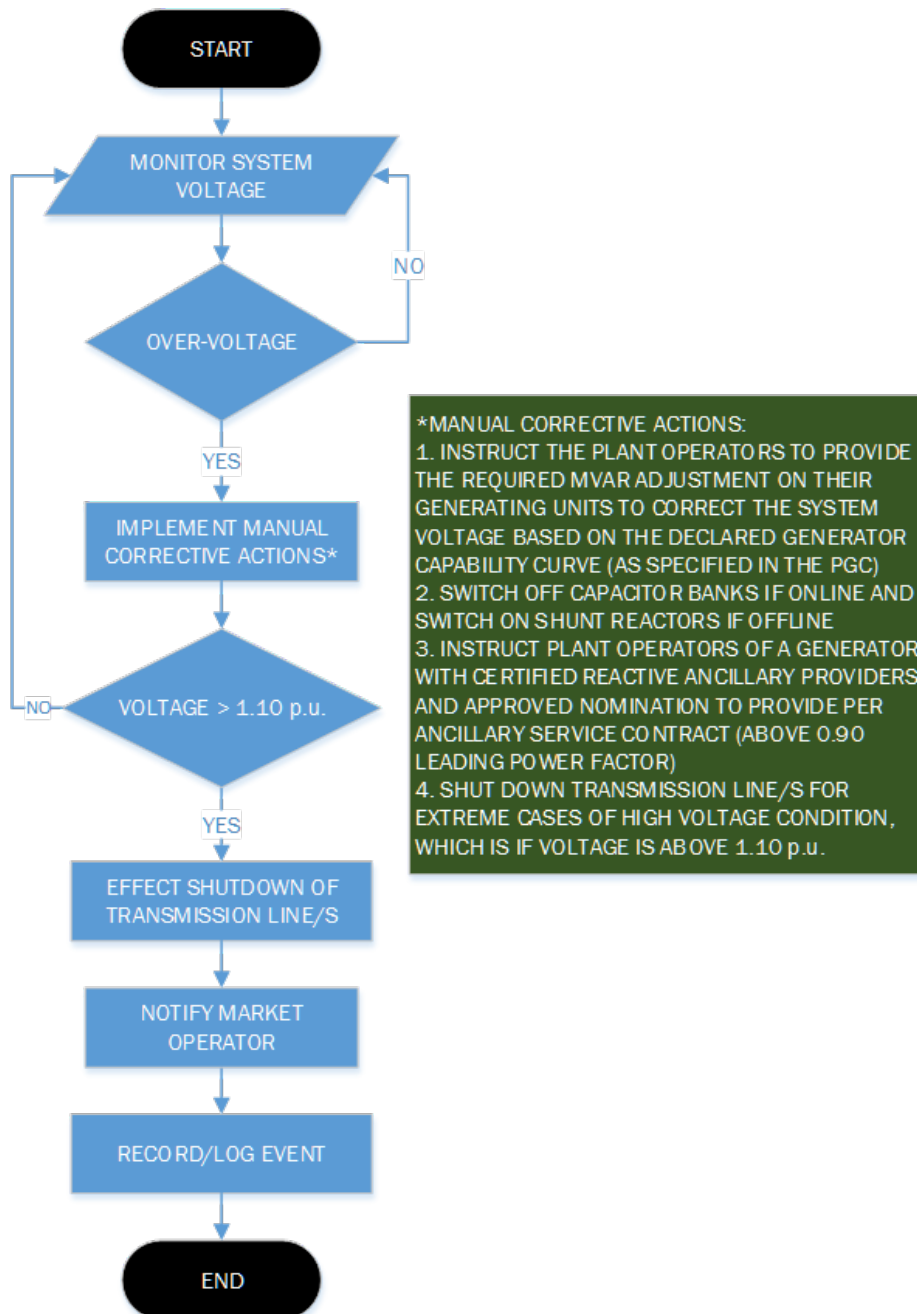 START
MONITOR SYSTEM
VOLTAGE
NO
OVER-VOLTAGE
YES
IMPLEMENT MANUAL
CORRECTIVE ACTIONS*
NO
VOLTAGE > 1.10 p.u.
YES
EFFECT SHUTDOWN OF
TRANSMISSION LINE/S
NOTIFY MARKET
OPERATOR
RECORD/LOG EVENT
END
*MANUAL CORRECTIVE ACTIONS:
1. INSTRUCT THE PLANT OPERATORS TO PROVIDE
THE REQUIRED MVAR ADJUSTMENT ON THEIR
GENERATING UNITS TO CORRECT THE SYSTEM
VOLTAGE BASED ON THE DECLARED GENERATOR
CAPABILITY CURVE (AS SPECIFIED IN THE PGC)
2. SWITCH OFF CAPACITOR BANKS IF ONLINE AND
SWITCH ON SHUNT REACTORS IF OFFLINE
3. INSTRUCT PLANT OPERATORS OF A GENERATOR
WITH CERTIFIED REACTIVE ANCILLARY PROVIDERS
AND APPROVED NOMINATION TO PROVIDE PER
ANCILLARY SERVICE CONTRACT (ABOVE 0.90
LEADING POWER FACTOR)
4. SHUT DOWN TRANSMISSION LINE/S FOR
EXTREME CASES OF HIGH VOLTAGE CONDITION,
WHICH IS IF VOLTAGE IS ABOVE 1.10 p.u.